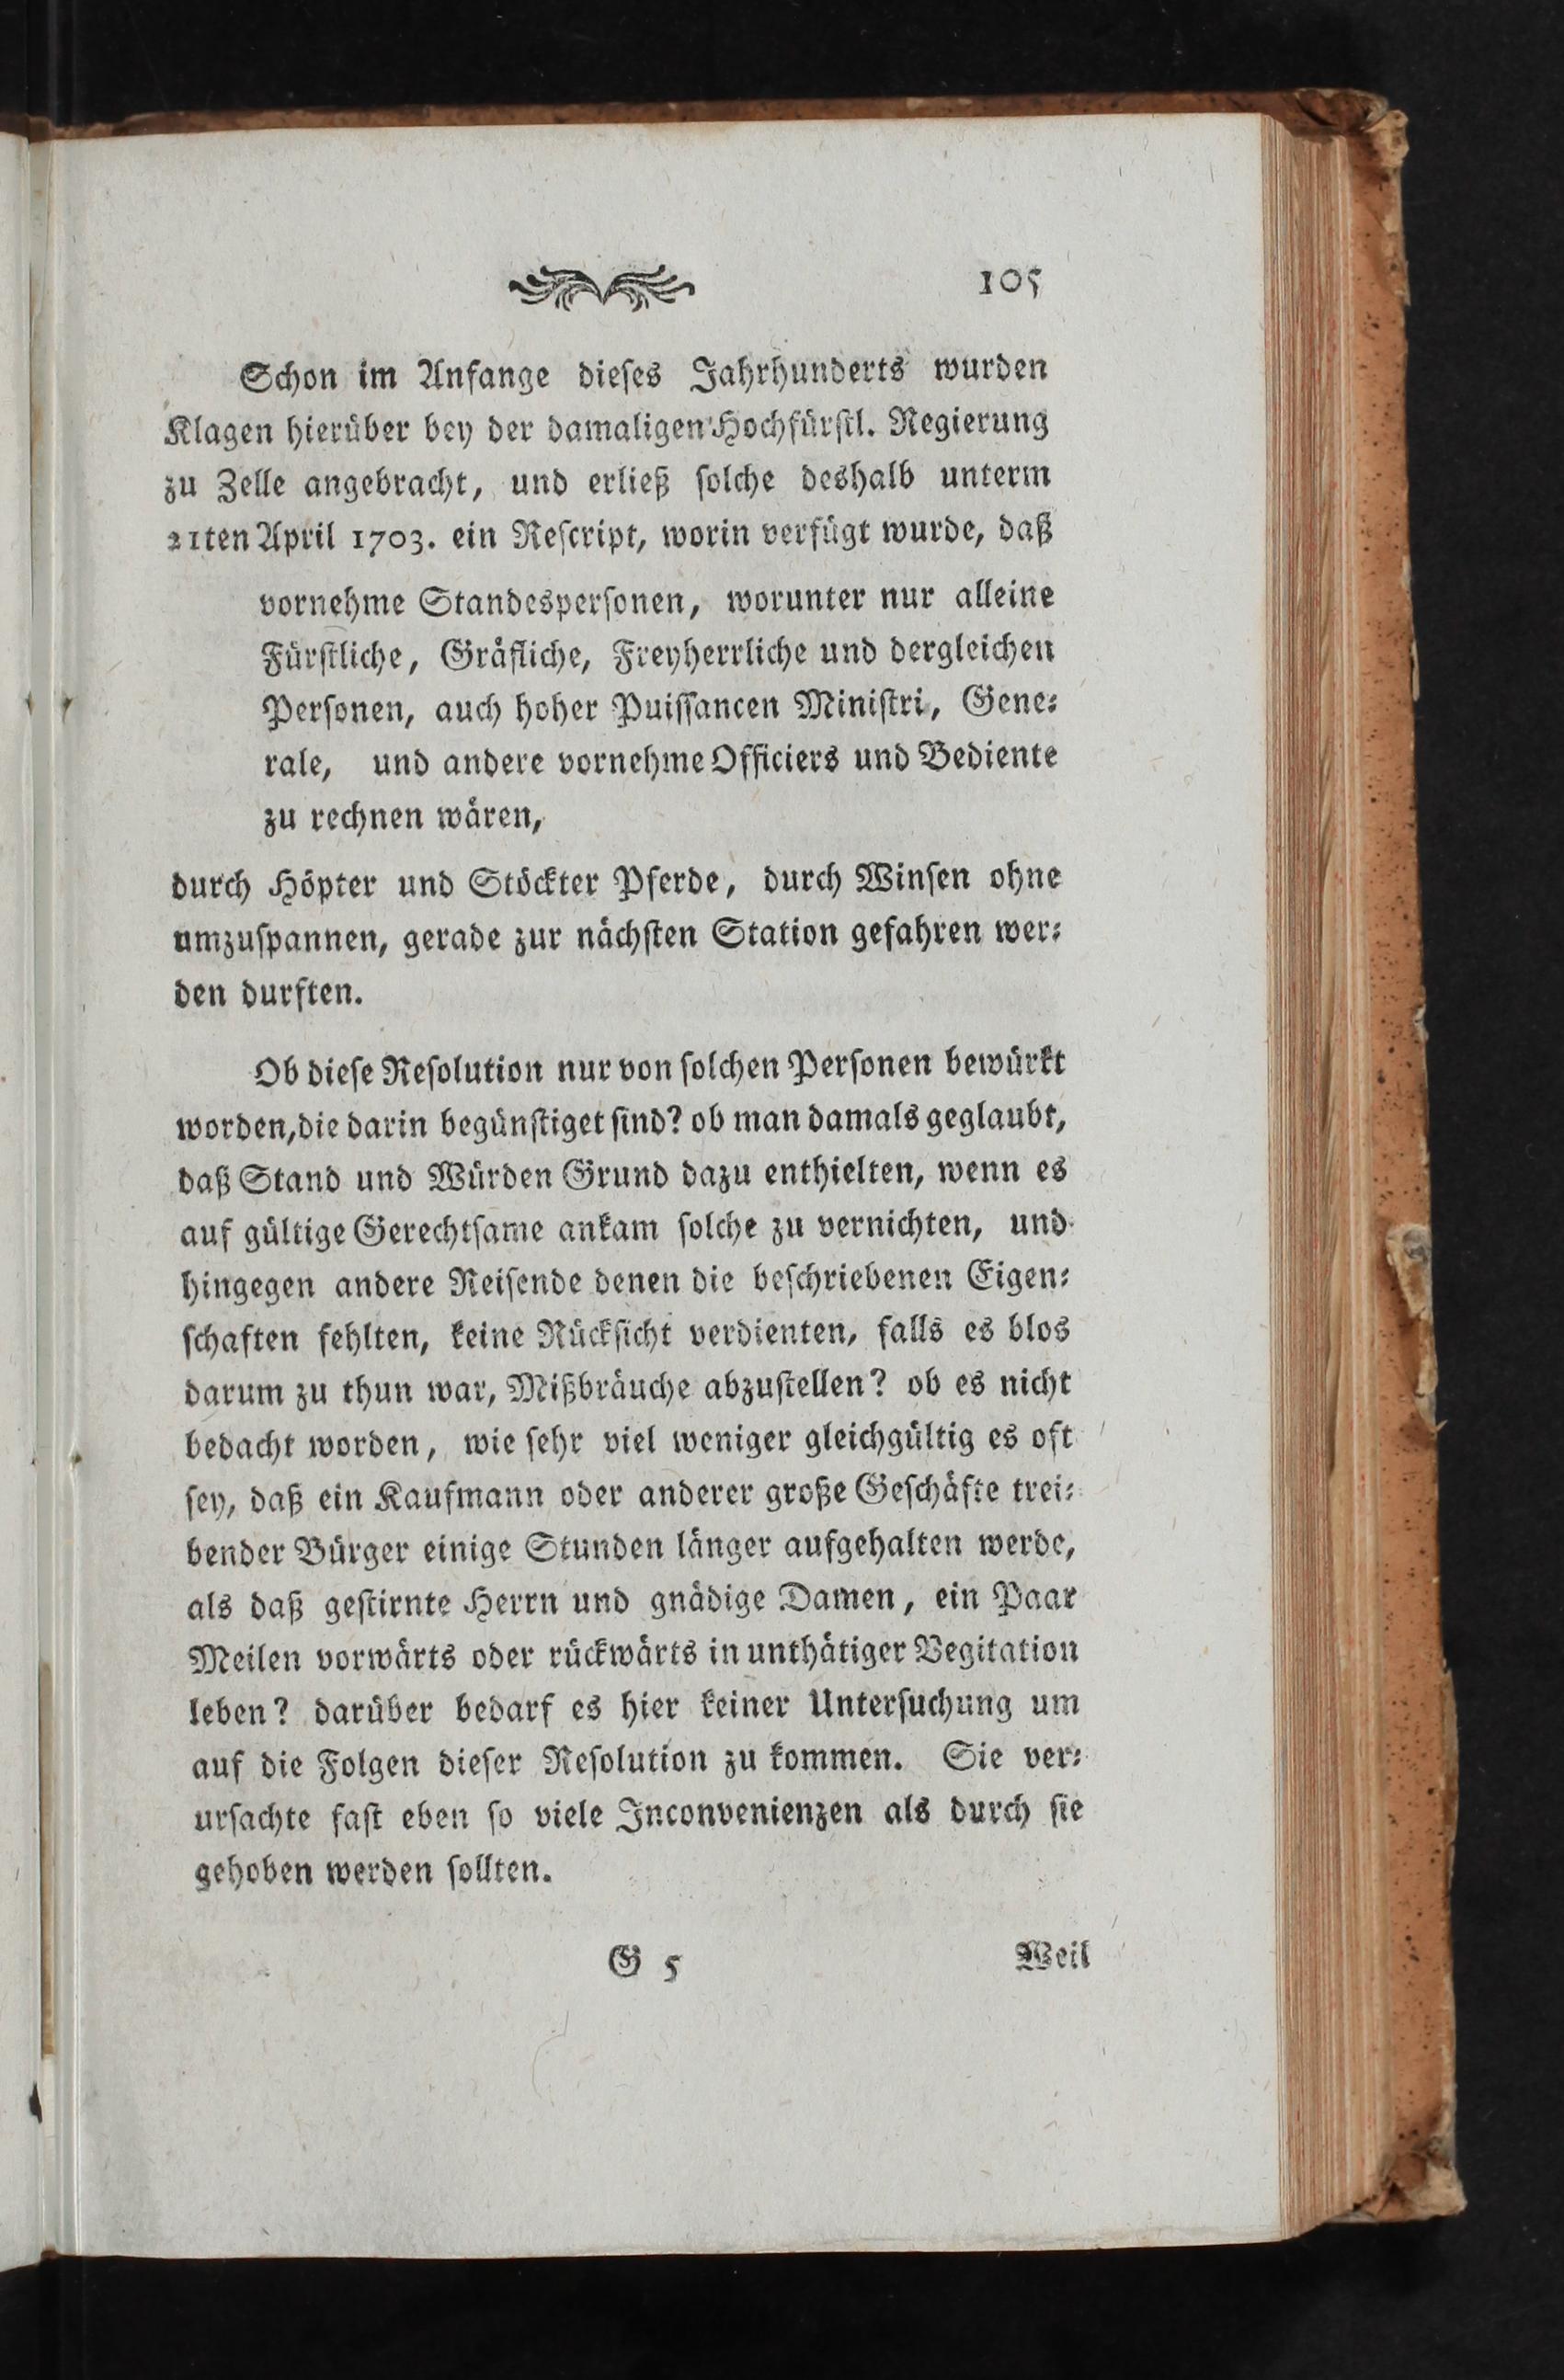 105
Schon im Anfange dieſes Jahrhunderts wurden
Klagen hierüber bey der damaligen Hochfürſtl. Regierung
zu Zelle angebracht, und erließ ſolche deshalb unterm
21ten April 1703. ein Reſcript, worin verfügt wurde, daß
vornehme Standesperſonen, worunter nur alleine
Fürſtliche, Gräfliche, Freyherrliche und dergleichen
Perſonen, auch hoher Puiſſancen Miniſtri, Gene⸗
rale, und andere vornehme Officiers und Bediente
zu rechnen wären,
durch Höpter und Stöckter Pferde, durch Winſen ohne
umzuſpannen, gerade zur nächſten Station gefahren wer⸗
den durften.
Ob dieſe Reſolution nur von ſolchen Perſonen bewürkt
worden, die darin begünſtiget ſind? ob man damals geglaubt,
daß Stand und Würden Grund dazu enthielten, wenn es
auf gültige Gerechtſame ankam ſolche zu vernichten, und
hingegen andere Reiſende denen die beſchriebenen Eigen⸗
ſchaften fehlten, keine Rückſicht verdienten, falls es blos
darum zu thun war, Mißbräuche abzuſtellen? ob es nicht
bedacht worden, wie ſehr viel weniger gleichgültig es oft
ſey, daß ein Kaufmann oder anderer große Geſchäfte trei⸗
bender Bürger einige Stunden länger aufgehalten werde,
als daß geſtirnte Herrn und gnädige Damen, ein Paar
Meilen vorwärts oder rückwärts in unthätiger Vegitation
leben? darüber bedarf es hier keiner Unterſuchung um
auf die Folgen dieſer Reſolution zu kommen. Sie ver⸗
urſachte faſt eben ſo viele Inconvenienzen als durch ſie
gehoben werden ſollten.
G 5
Weil